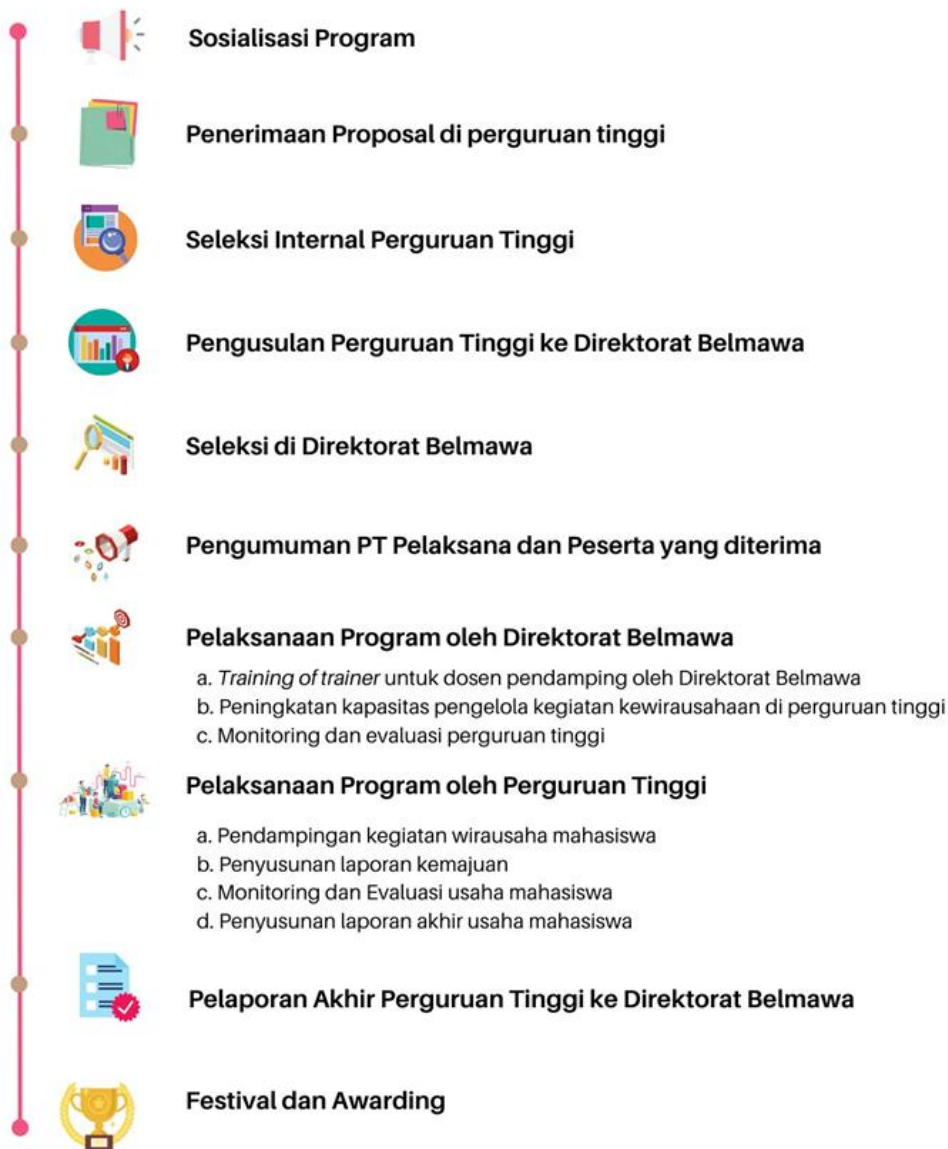 Sosialisasi Program
Penerimaan Proposal di perguruan tinggi
Seleksi Internal Perguruan Tinggi
Pengusulan Perguruan Tinggi ke Direktorat Belmawa
Seleksi di Direktorat Belmawa
Pengumuman PT Pelaksana dan Peserta yang diterima
Pelaksanaan Program oleh Direktorat Belmawa
a. Training of trainer untuk dosen pendamping oleh Direktorat Belmawa
b. Peningkatan kapasitas pengelola kegiatan kewirausahaan di perguruan tinggi
c. Monitoring dan evaluasi perguruan tinggi
Pelaksanaan Program oleh Perguruan Tinggi
a. Pendampingan kegiatan wirausaha mahasiswa
b. Penyusunan laporan kemajuan
c. Monitoring dan Evaluasi usaha mahasiswa
d. Penyusunan laporan akhir usaha mahasiswa
Pelaporan Akhir Perguruan Tinggi ke Direktorat Belmawa
Festival dan Awarding